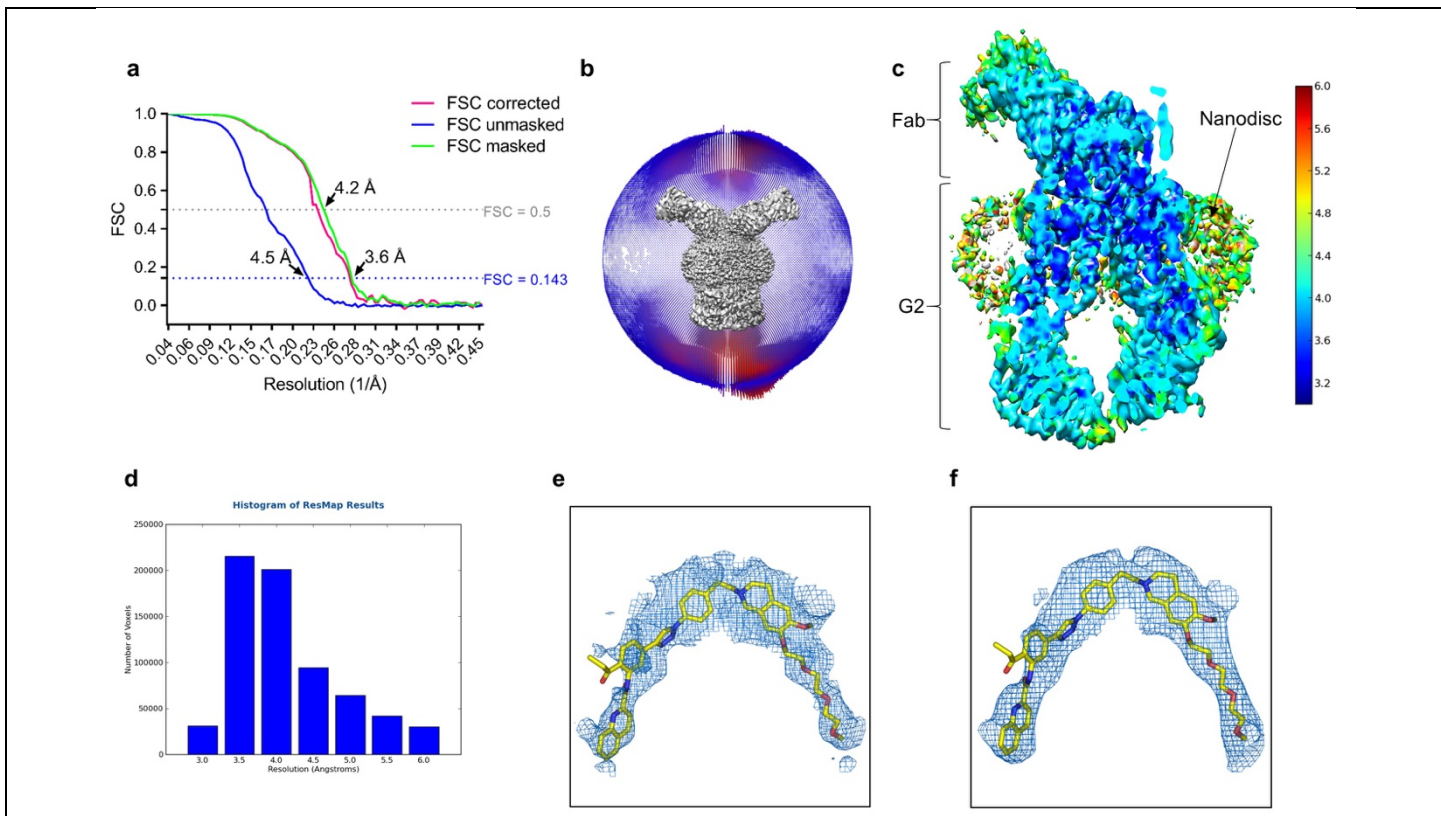 a
FSC corrected
FSC unmasked
FSC masked
1.0
0.8
0.6
0.4
0.2
0.0
FSC
4.2 Å
4.5 Å
3.6 Å
FSC = 0.5
FSC = 0.143
0.04
0.06
0.09
0.12
0.15
0.17
0.20
0.23
0.26
0.28
0.31
0.34
0.37
0.39
0.42
0.45
Resolution (1/Å)
b
c
Fab
G2
Nanodisc
6.0
5.6
5.2
4.8
4.4
4.0
3.6
3.2
d
Histogram of ResMap Results
250000
200000
150000
100000
50000
0
Number of Voxels
3.0 3.5 4.0 4.5 5.0 5.5 6.0
Resolution (Angstroms)
e
f